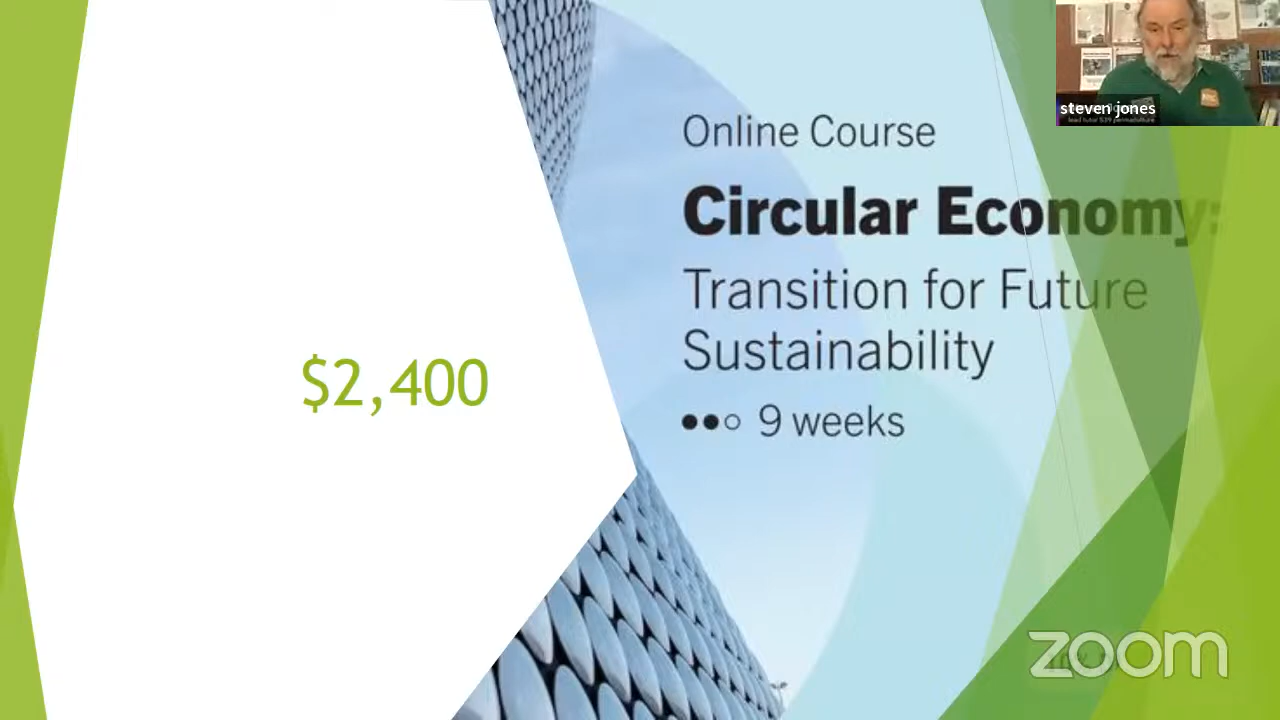 steven jones
Online Course
Circular Economy:
Transition for Future
Sustainability
9 weeks
$2,400
zoom